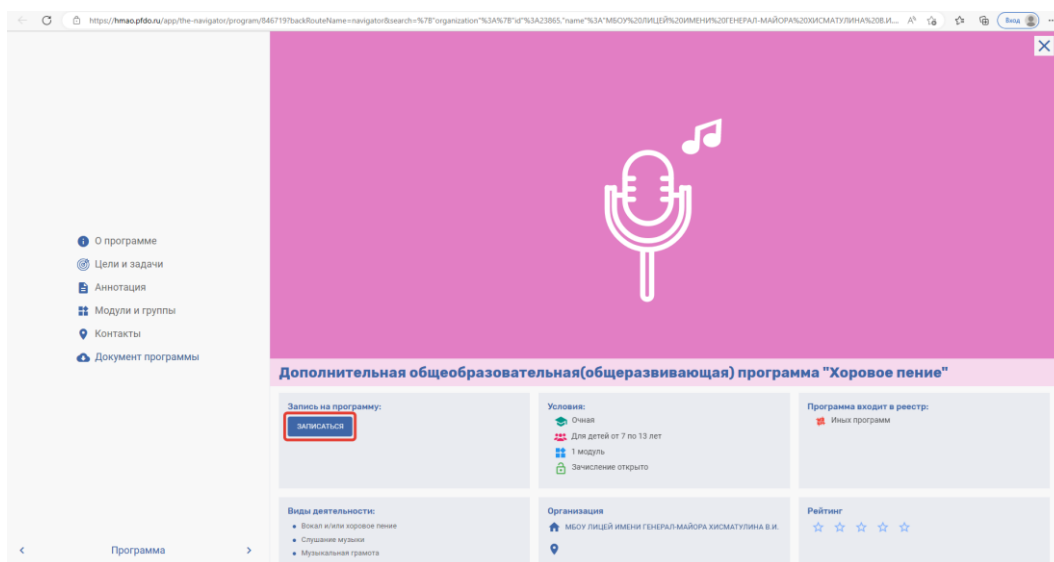 https://hmao.pfdo.ru/app/the-navigator/program/846719?backRouteName=navigator&search=%7B"organization"%3A%7B"id"%3A23865,"name"%3A"МБОУ%20ЛИЦЕЙ%20ИМЕНИ%20ГЕНЕРАЛ-МАЙОРА%20ХИСМАТУЛИНА%20В.И...
Вход
О программе
Цели и задачи
Аннотация
Модули и группы
Контакты
Документ программы
Дополнительная общеобразовательная(общеразвивающая) программа "Хоровое пение"
Запись на программу:
ЗАПИСАТЬСЯ
Условия:
Очная
Для детей от 7 по 13 лет
1 модуль
Зачисление открыто
Программа входит в реестр:
Иных программ
Виды деятельности:
Вокал и/или хоровое пение
Слушание музыки
Музыкальная грамота
Организация
МБОУ ЛИЦЕЙ ИМЕНИ ГЕНЕРАЛ-МАЙОРА ХИСМАТУЛИНА В.И.
Рейтинг
Программа